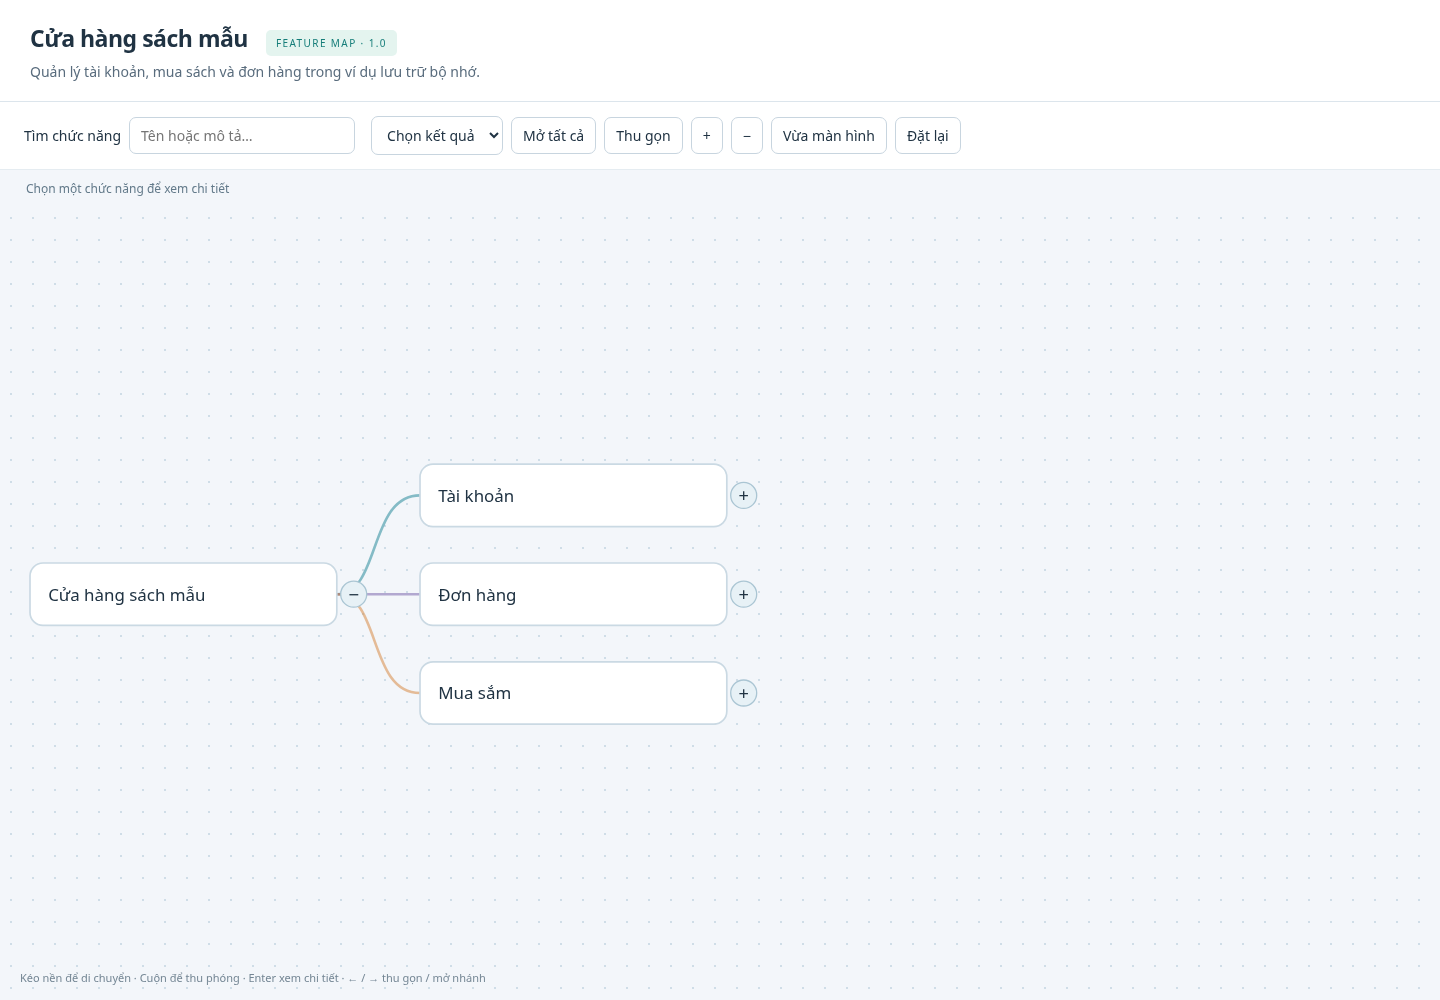 Cửa hàng sách mẫu FEATURE MAP · 1.0
Quản lý tài khoản, mua sách và đơn hàng trong ví dụ lưu trữ bộ nhớ.
Tìm chức năng Tên hoặc mô tả... Chọn kết quả Mở tất cả Thu gọn + − Vừa màn hình Đặt lại
Chọn một chức năng để xem chi tiết
Tài khoản +
Cửa hàng sách mẫu − Đơn hàng +
Mua sắm +
Kéo nền để di chuyển · Cuộn để thu phóng · Enter xem chi tiết · ← / → thu gọn / mở nhánh